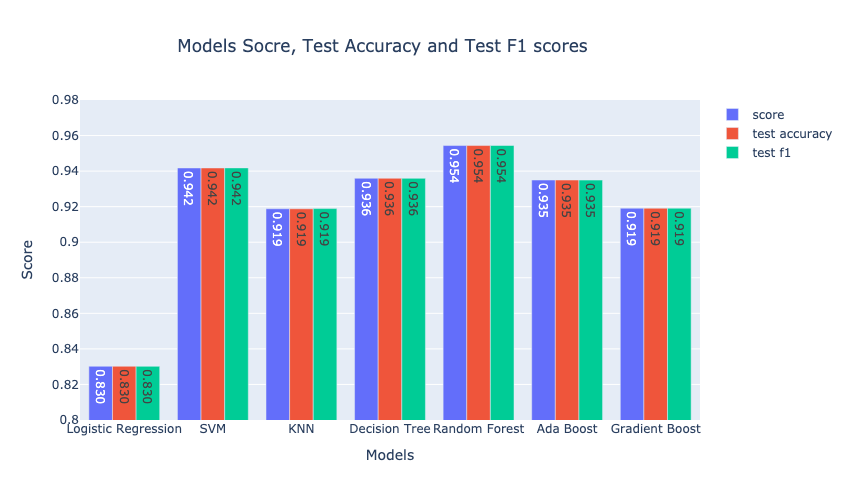 Models Socre, Test Accuracy and Test F1 scores
score
test accuracy
test f1
0.98
0.96
0.94
0.92
0.9
0.88
0.86
0.84
0.82
0.8
Score
0.830 0.830 0.830
0.942 0.942 0.942
0.919 0.919 0.919
0.936 0.936 0.936
0.954 0.954 0.954
0.935 0.935 0.935
0.919 0.919 0.919
Logistic Regression SVM KNN Decision Tree Random Forest Ada Boost Gradient Boost
Models